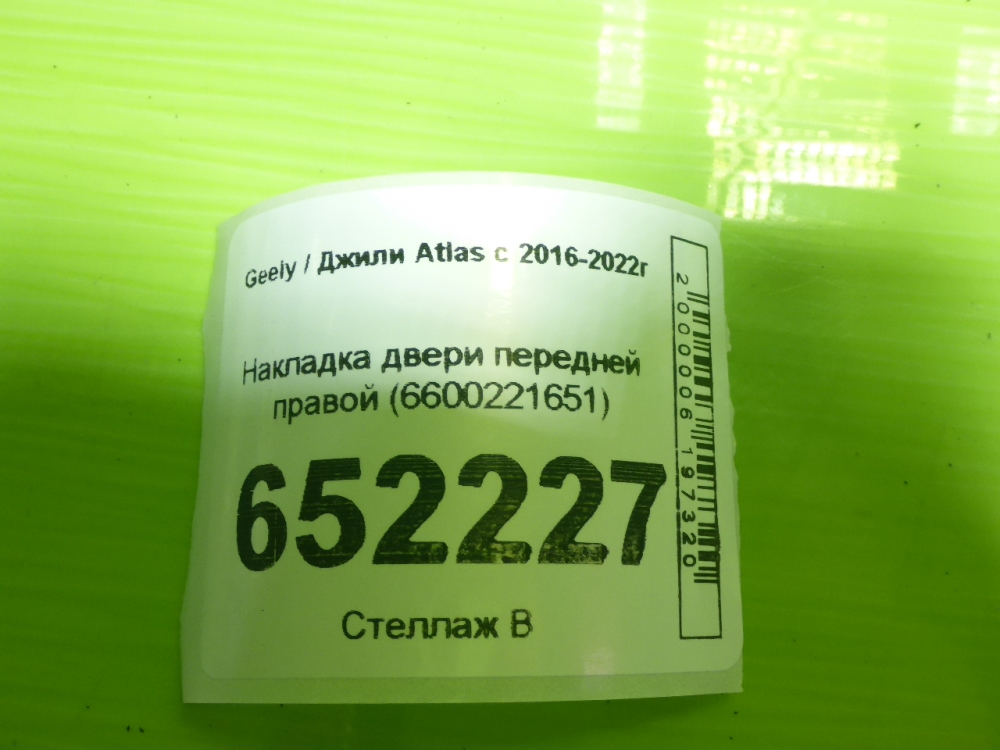 Geely / Джили Atlas с 2016-2022г
Накладка двери передней
правой (6600221651)
652227
Стеллаж В
2000006197320